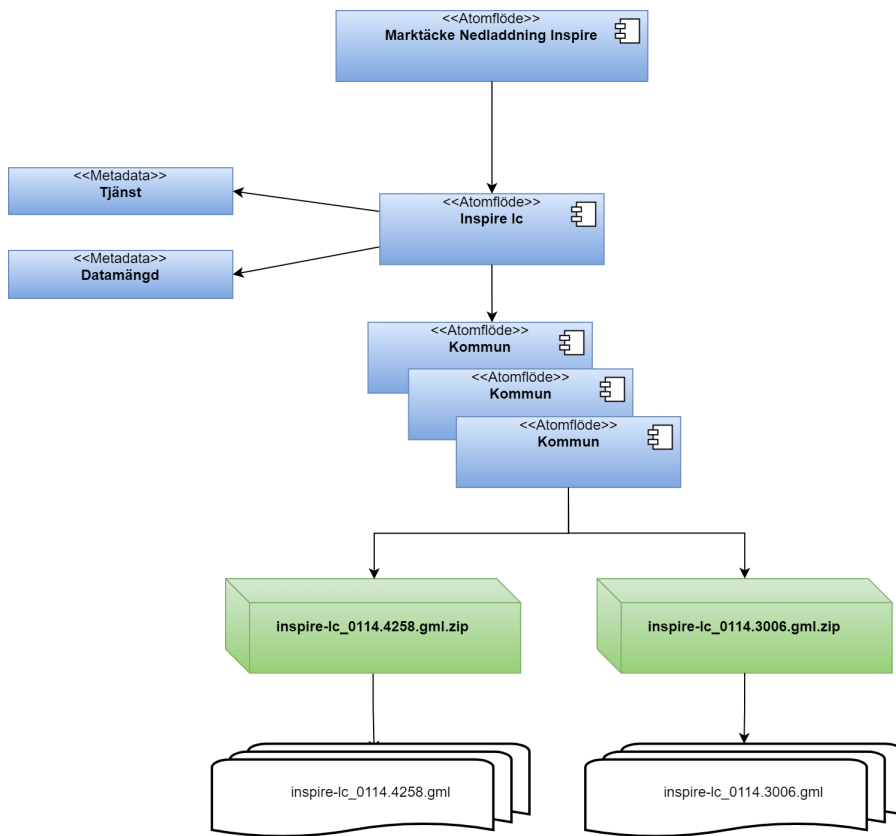 <<Atomflöde>>
Marktäcke Nedladdning Inspire
<<Metadata>>
Tjänst
<<Atomflöde>>
Inspire lc
<<Metadata>>
Datamängd
<<Atomflöde>>
Kommun
<<Atomflöde>>
Kommun
<<Atomflöde>>
Kommun
inspire-lc_0114.4258.gml.zip
inspire-lc_0114.3006.gml.zip
inspire-lc_0114.4258.gml
inspire-lc_0114.3006.gml